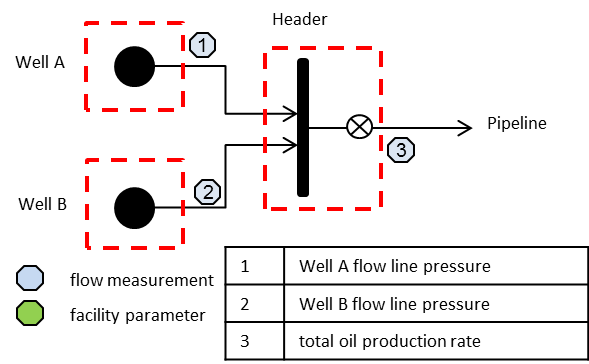 Header
1
Well A
Pipeline
3
2
Well B
flow measurement
facility parameter
1 Well A flow line pressure
2 Well B flow line pressure
3 total oil production rate